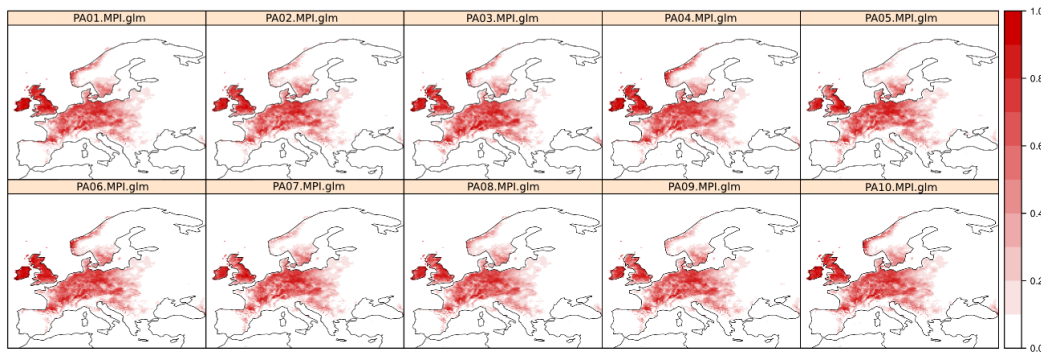 PA01.MPI.glm
PA02.MPI.glm
PA03.MPI.glm
PA04.MPI.glm
PA05.MPI.glm
PA06.MPI.glm
PA07.MPI.glm
PA08.MPI.glm
PA09.MPI.glm
PA10.MPI.glm
1.0
0.8
0.6
0.4
0.2
0.0